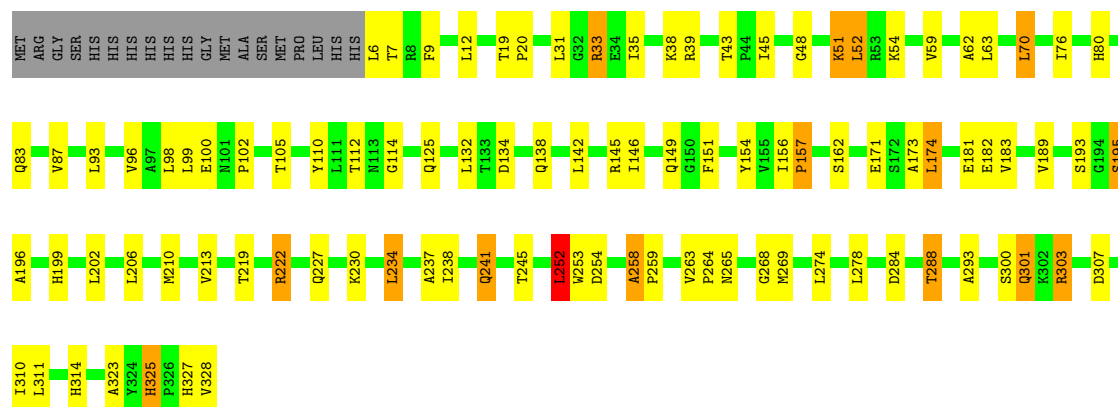 MET ARG GLY SER HIS HIS HIS HIS HIS HIS GLY MET ALA SER MET PRO LEU HIS HIS L6 T7 R8 F9 L12 T19 P20 L31 G32 R33 E34 I35 K38 R39 T43 P44 I45 G48 K51 L52 R53 K54 V59 A62 L63 L70 I76 H80
Q83 V87 L93 V96 A97 L98 L99 E100 N101 P102 T105 Y110 L111 T112 N113 G114 Q125 L132 T133 D134 Q138 L142 R145 I146 Q149 G150 F151 Y154 V155 I156 P157 S162 E171 S172 A173 L174 E181 E182 V183 V189 S193 G194 S195
A196 H199 L202 L206 M210 V213 T219 R222 Q227 K230 L234 A237 I238 Q241 T245 L252 W253 D254 A258 P259 V263 P264 N265 G268 M269 L274 L278 D284 T288 A293 S300 Q301 K302 R303 D307
I310 L311 H314 A323 Y324 H325 P326 H327 V328